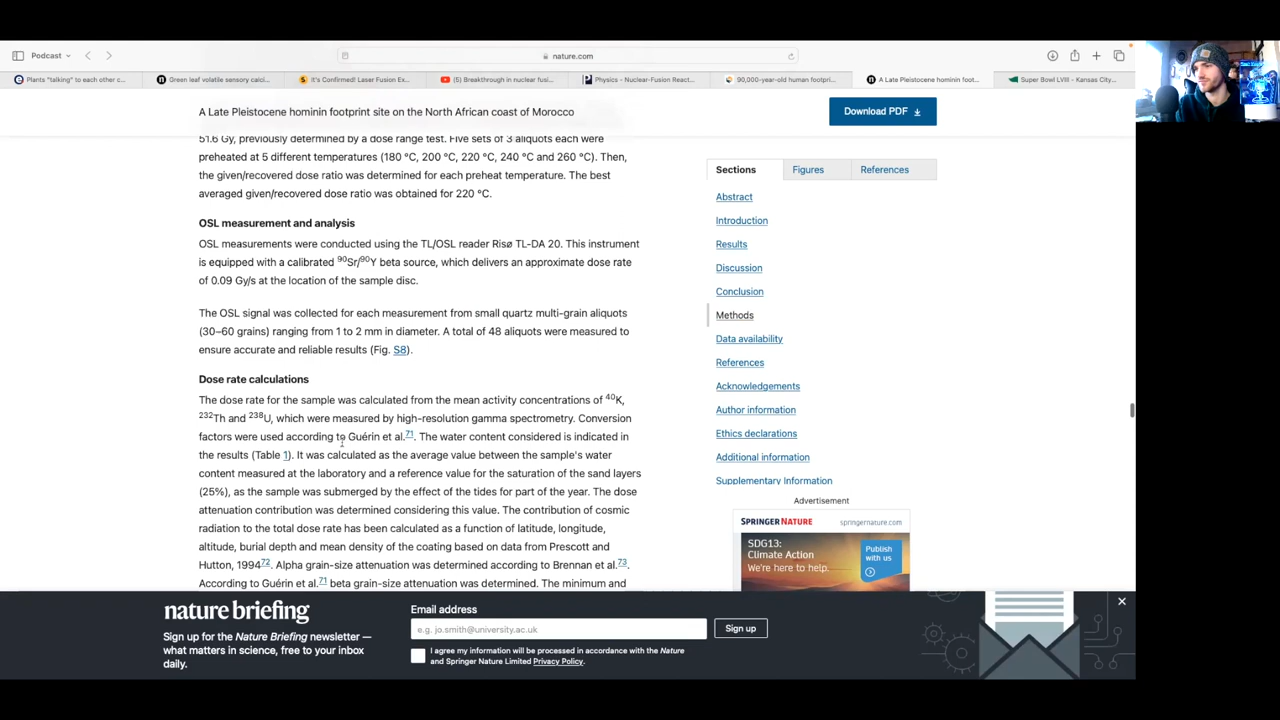 Podcast
nature.com
Plants "talking" to each other c...
Green leaf volatile sensory calci...
It's Confirmed! Laser Fusion Ex...
(5) Breakthrough in nuclear fusi...
Physics - Nuclear-Fusion React...
90,000-year-old human footpri...
A Late Pleistocene hominin foot...
Super Bowl LVIII - Kansas City...
A Late Pleistocene hominin footprint site on the North African coast of Morocco
Download PDF
51.6 Gy, previously determined by a dose range test. Five sets of 3 aliquots each were
preheated at 5 different temperatures (180 °C, 200 °C, 220 °C, 240 °C and 260 °C). Then,
the given/recovered dose ratio was determined for each preheat temperature. The best
averaged given/recovered dose ratio was obtained for 220 °C.
OSL measurement and analysis
OSL measurements were conducted using the TL/OSL reader Risø TL-DA 20. This instrument
is equipped with a calibrated ⁹⁰Sr/⁹⁰Y beta source, which delivers an approximate dose rate
of 0.09 Gy/s at the location of the sample disc.
The OSL signal was collected for each measurement from small quartz multi-grain aliquots
(30–60 grains) ranging from 1 to 2 mm in diameter. A total of 48 aliquots were measured to
ensure accurate and reliable results (Fig. S8).
Dose rate calculations
The dose rate for the sample was calculated from the mean activity concentrations of ⁴⁰K,
²³²Th and ²³⁸U, which were measured by high-resolution gamma spectrometry. Conversion
factors were used according to Guérin et al.⁷¹. The water content considered is indicated in
the results (Table 1). It was calculated as the average value between the sample's water
content measured at the laboratory and a reference value for the saturation of the sand layers
(25%), as the sample was submerged by the effect of the tides for part of the year. The dose
attenuation contribution was determined considering this value. The contribution of cosmic
radiation to the total dose rate has been calculated as a function of latitude, longitude,
altitude, burial depth and mean density of the coating based on data from Prescott and
Hutton, 1994⁷². Alpha grain-size attenuation was determined according to Brennan et al.⁷³.
According to Guérin et al.⁷¹ beta grain-size attenuation was determined. The minimum and
Sections
Figures
References
Abstract
Introduction
Results
Discussion
Conclusion
Methods
Data availability
References
Acknowledgements
Author information
Ethics declarations
Additional information
Supplementary Information
Advertisement
SPRINGER NATURE
springernature.com
SDG13:
Climate Action
We're here to help.
Publish
with us
nature briefing
Sign up for the Nature Briefing newsletter —
what matters in science, free to your inbox
daily.
Email address
e.g. jo.smith@university.ac.uk
Sign up
I agree my information will be processed in accordance with the Nature
and Springer Nature Limited Privacy Policy.